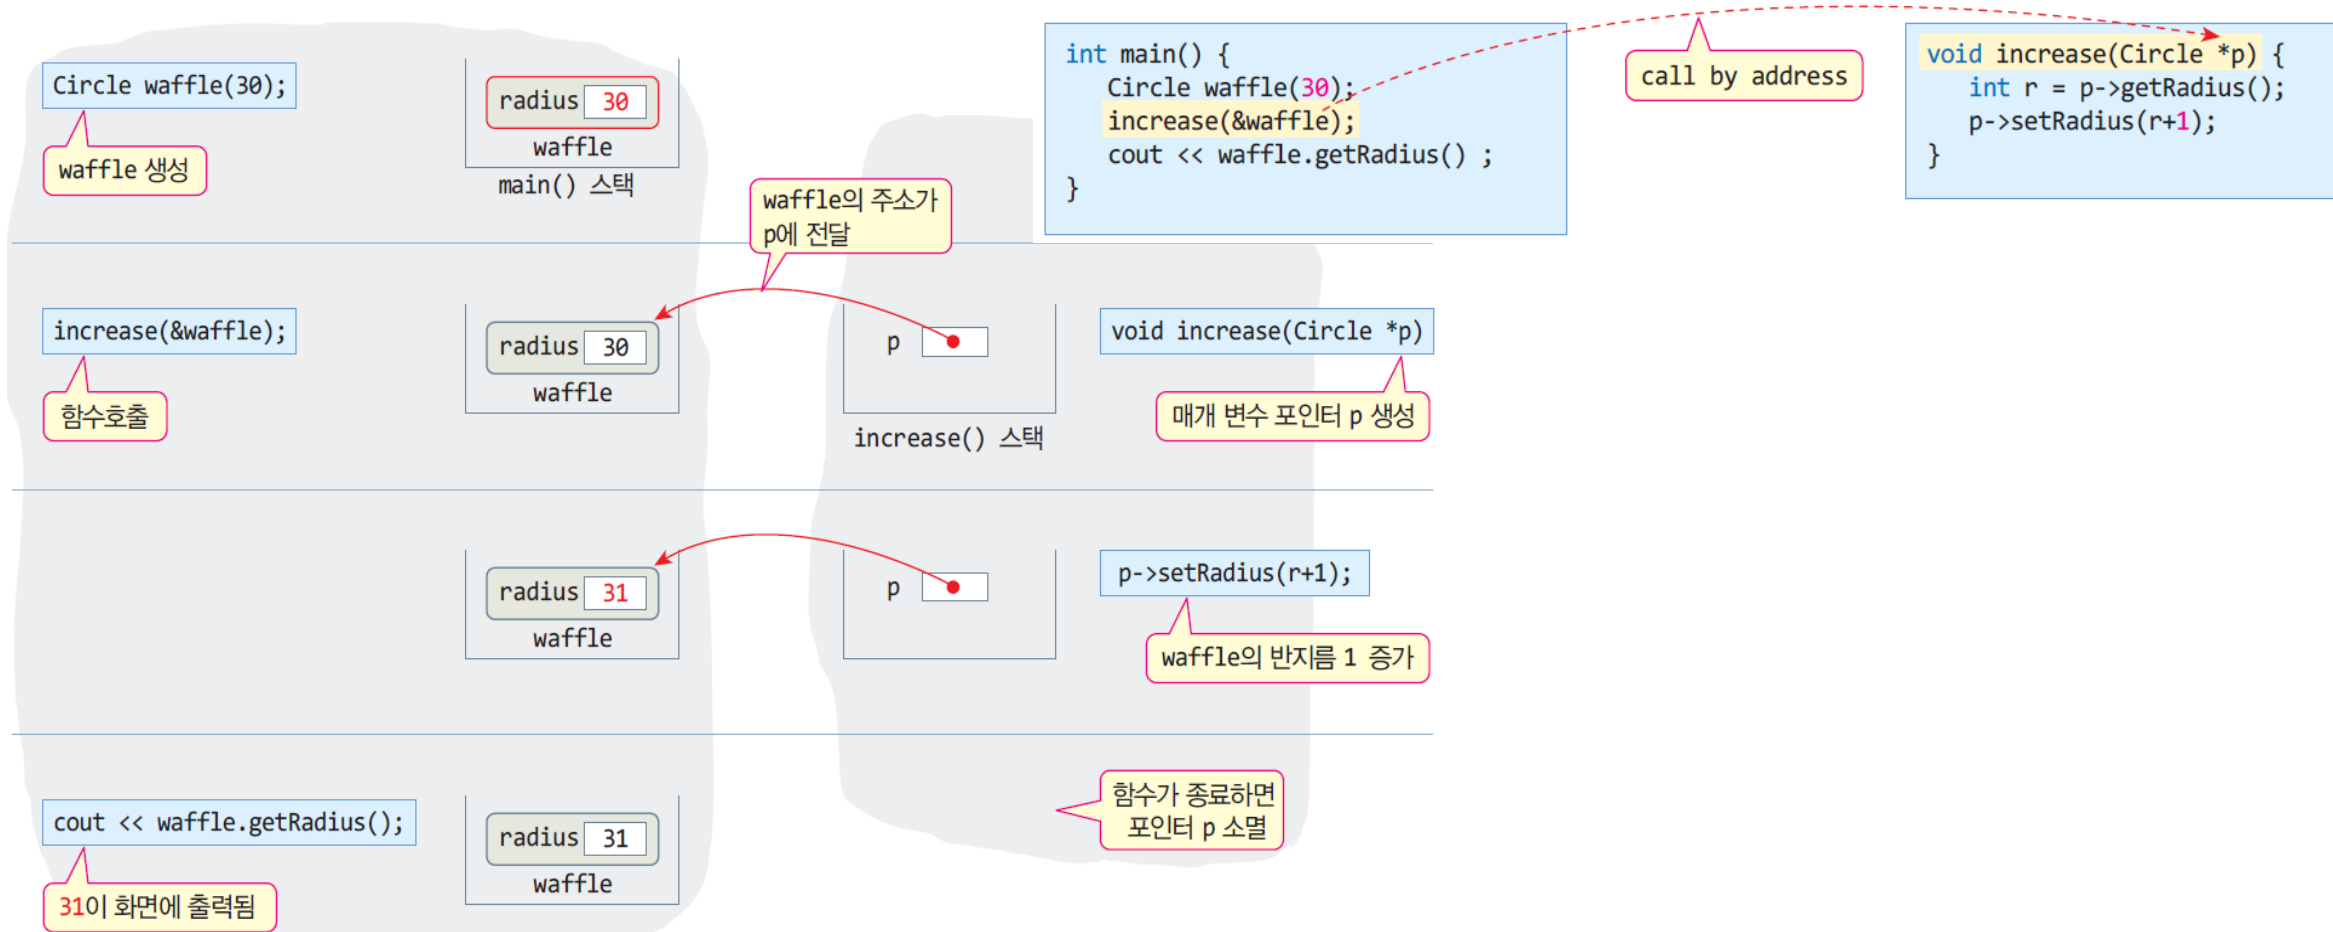 Circle waffle(30);
waffle 생성
radius 30
waffle
main() 스택
int main() {
Circle waffle(30);
increase(&waffle);
cout << waffle.getRadius() ;
}
call by address
void increase(Circle *p) {
int r = p->getRadius();
p->setRadius(r+1);
}
waffle의 주소가
p에 전달
increase(&waffle);
함수호출
radius 30
waffle
p
increase() 스택
void increase(Circle *p)
매개 변수 포인터 p 생성
radius 31
waffle
p
p->setRadius(r+1);
waffle의 반지름 1 증가
cout << waffle.getRadius();
31이 화면에 출력됨
radius 31
waffle
함수가 종료하면
포인터 p 소멸